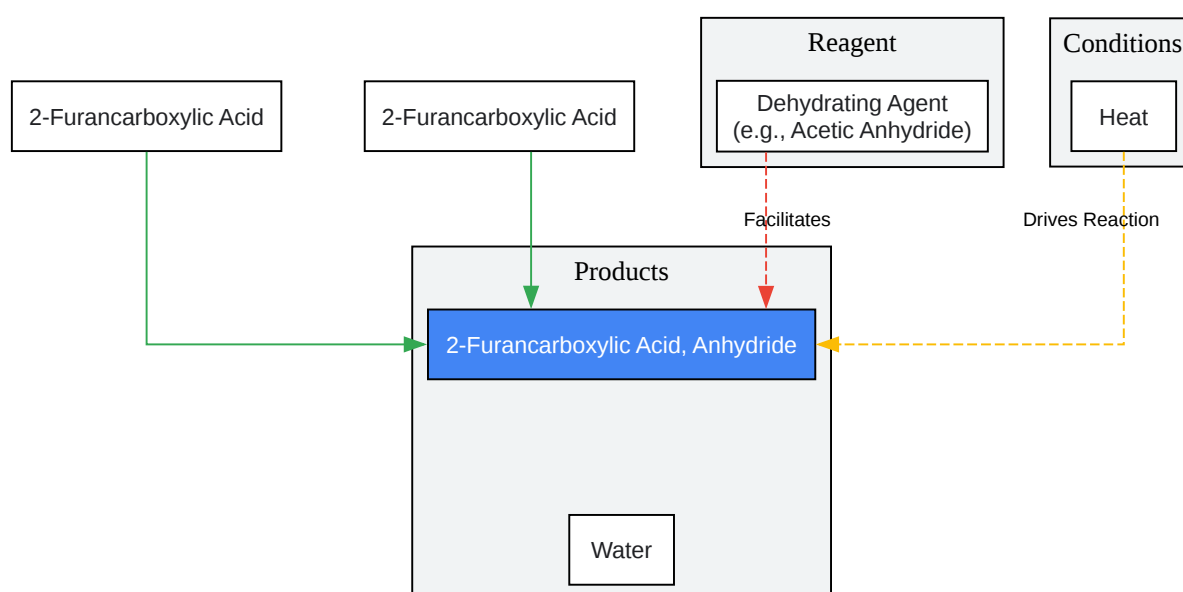 Reagent
Conditions
2-Furancarboxylic Acid
2-Furancarboxylic Acid
Dehydrating Agent
(e.g., Acetic Anhydride)
Heat
Facilitates
Drives Reaction
Products
2-Furancarboxylic Acid, Anhydride
Water